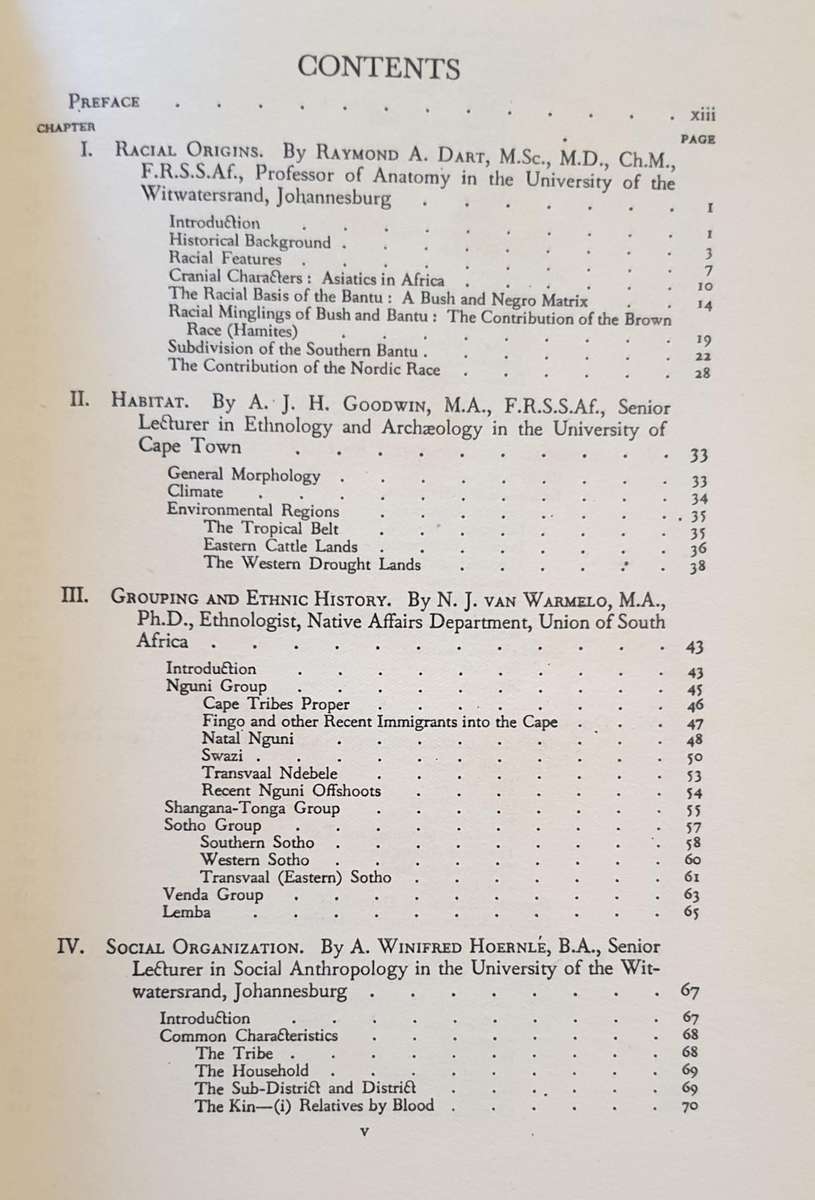 CONTENTS
PREFACE . . . . . . . . . . . . . xiii
CHAPTER
PAGE
I. RACIAL ORIGINS. By RAYMOND A. DART, M.Sc., M.D., Ch.M.,
F.R.S.S.Af., Professor of Anatomy in the University of the
Witwatersrand, Johannesburg . . . . . . . 1
Introduction . . . . . . . . . . 1
Historical Background . . . . . . . . . 3
Racial Features . . . . . . . . . . 7
Cranial Characters : Asiatics in Africa . . . . . . 10
The Racial Basis of the Bantu : A Bush and Negro Matrix . . 14
Racial Minglings of Bush and Bantu : The Contribution of the Brown
Race (Hamites) . . . . . . . . . 19
Subdivision of the Southern Bantu . . . . . . . 22
The Contribution of the Nordic Race . . . . . . 28
II. HABITAT. By A. J. H. GOODWIN, M.A., F.R.S.S.Af., Senior
Lecturer in Ethnology and Archæology in the University of
Cape Town . . . . . . . . . . 33
General Morphology . . . . . . . . . 33
Climate . . . . . . . . . . . 34
Environmental Regions . . . . . . . . 35
The Tropical Belt . . . . . . . . 35
Eastern Cattle Lands . . . . . . . . 36
The Western Drought Lands . . . . . . 38
III. GROUPING AND ETHNIC HISTORY. By N. J. VAN WARMELO, M.A.,
Ph.D., Ethnologist, Native Affairs Department, Union of South
Africa . . . . . . . . . . . . 43
Introduction . . . . . . . . . . 43
Nguni Group . . . . . . . . . . 45
Cape Tribes Proper . . . . . . . . 46
Fingo and other Recent Immigrants into the Cape . . . 47
Natal Nguni . . . . . . . . . 48
Swazi . . . . . . . . . . . 50
Transvaal Ndebele . . . . . . . . 53
Recent Nguni Offshoots . . . . . . . 54
Shangana-Tonga Group . . . . . . . . 55
Sotho Group . . . . . . . . . . 57
Southern Sotho . . . . . . . . . 58
Western Sotho . . . . . . . . . 60
Transvaal (Eastern) Sotho . . . . . . . 61
Venda Group . . . . . . . . . . 63
Lemba . . . . . . . . . . . 65
IV. SOCIAL ORGANIZATION. By A. WINIFRED HOERNLÉ, B.A., Senior
Lecturer in Social Anthropology in the University of the Wit-
watersrand, Johannesburg . . . . . . . . 67
Introduction . . . . . . . . . . 67
Common Characteristics . . . . . . . . 68
The Tribe . . . . . . . . . . 68
The Household . . . . . . . . . 69
The Sub-District and District . . . . . . 69
The Kin—(i) Relatives by Blood . . . . . . 70
v